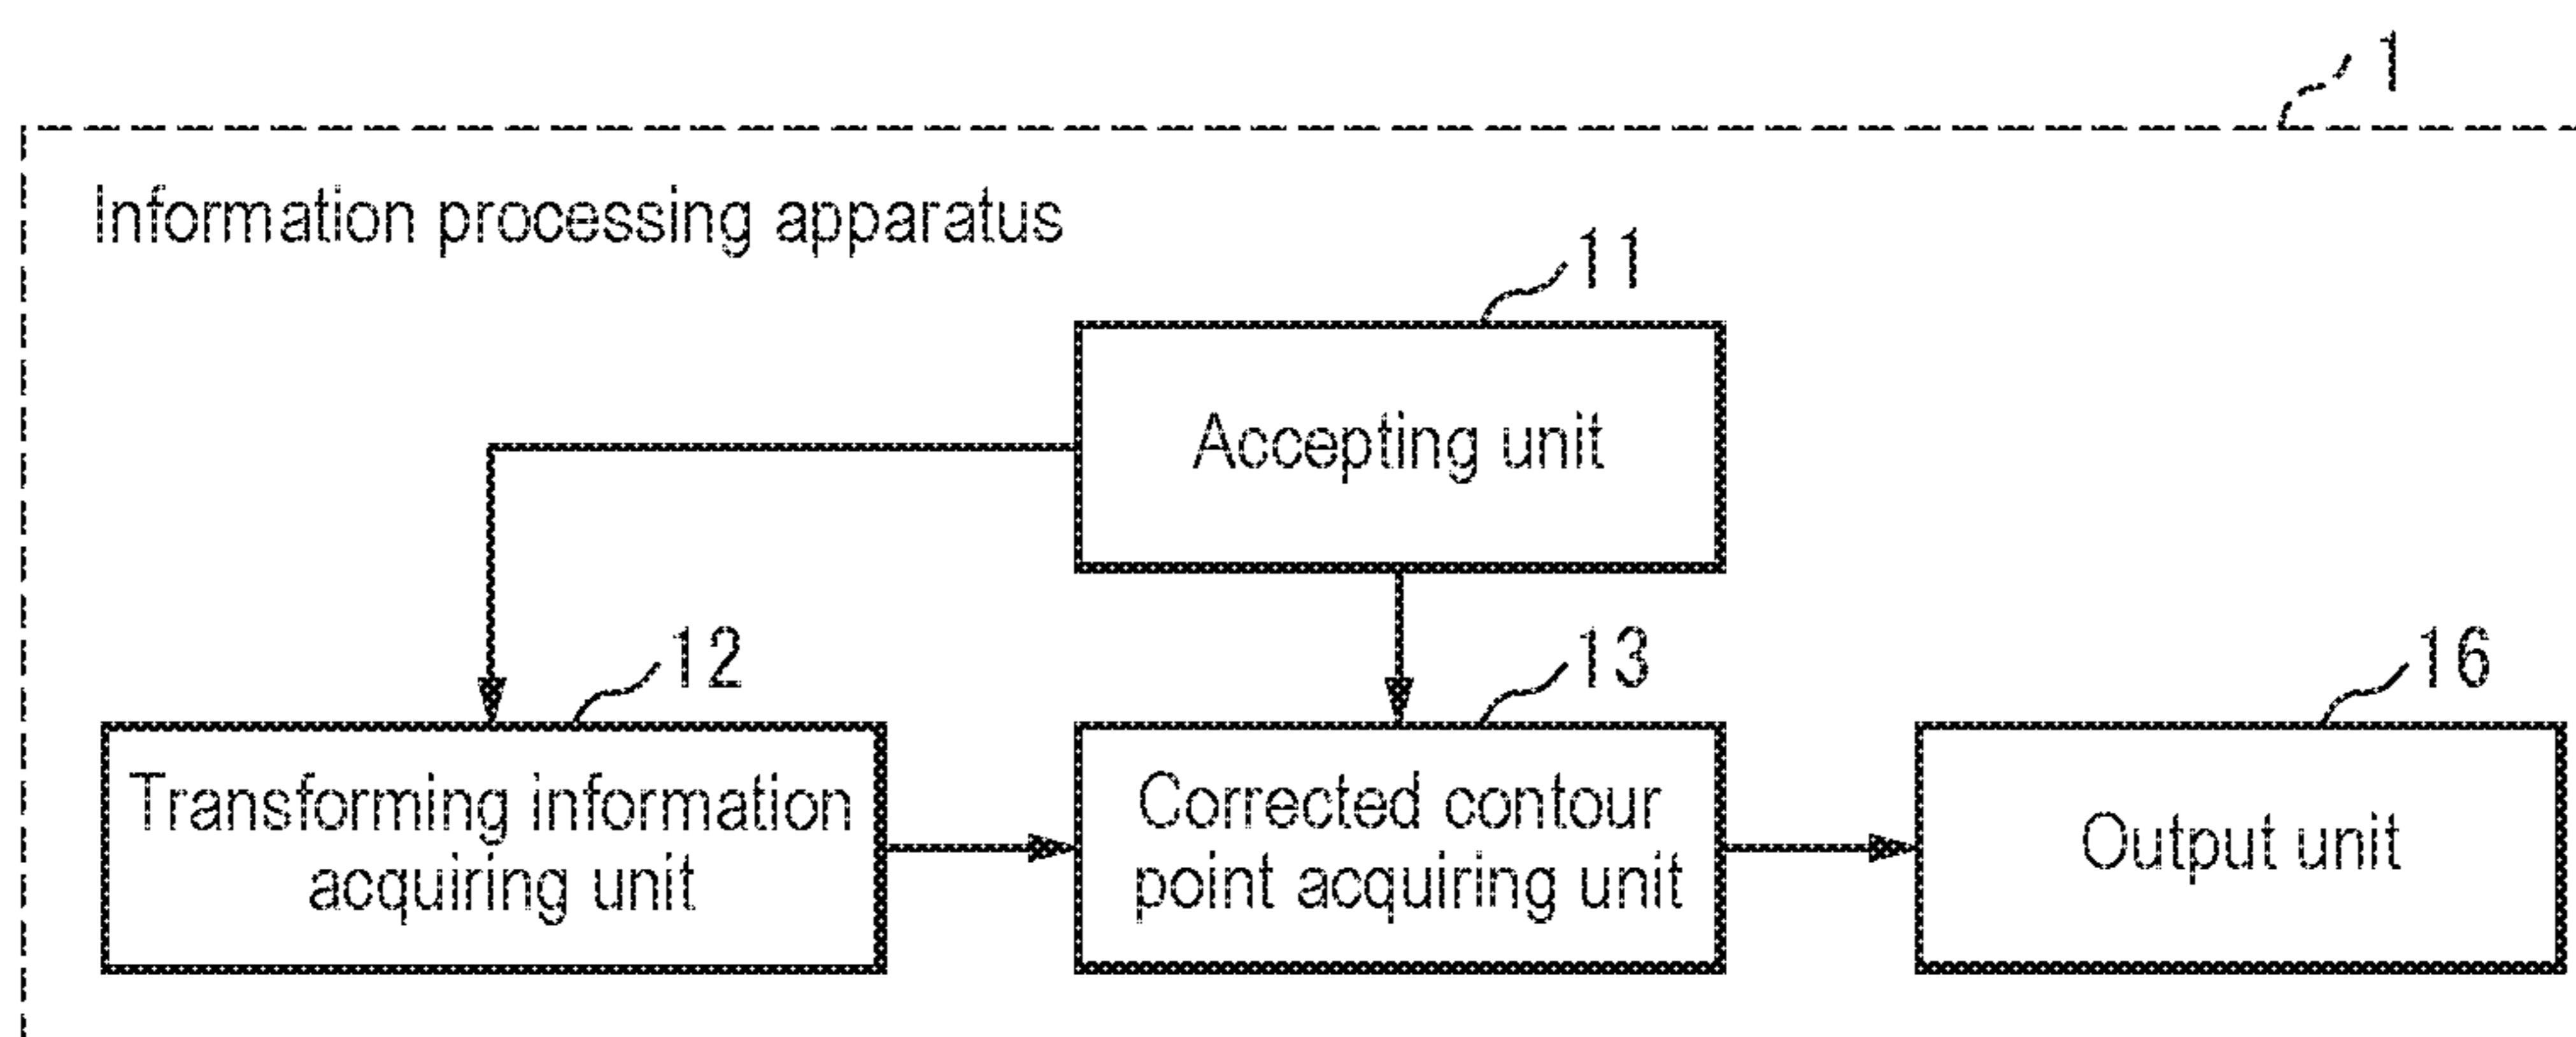 1
Information processing apparatus
11
Accepting unit
12
13
16
Transforming information
acquiring unit
Corrected contour
point acquiring unit
Output unit